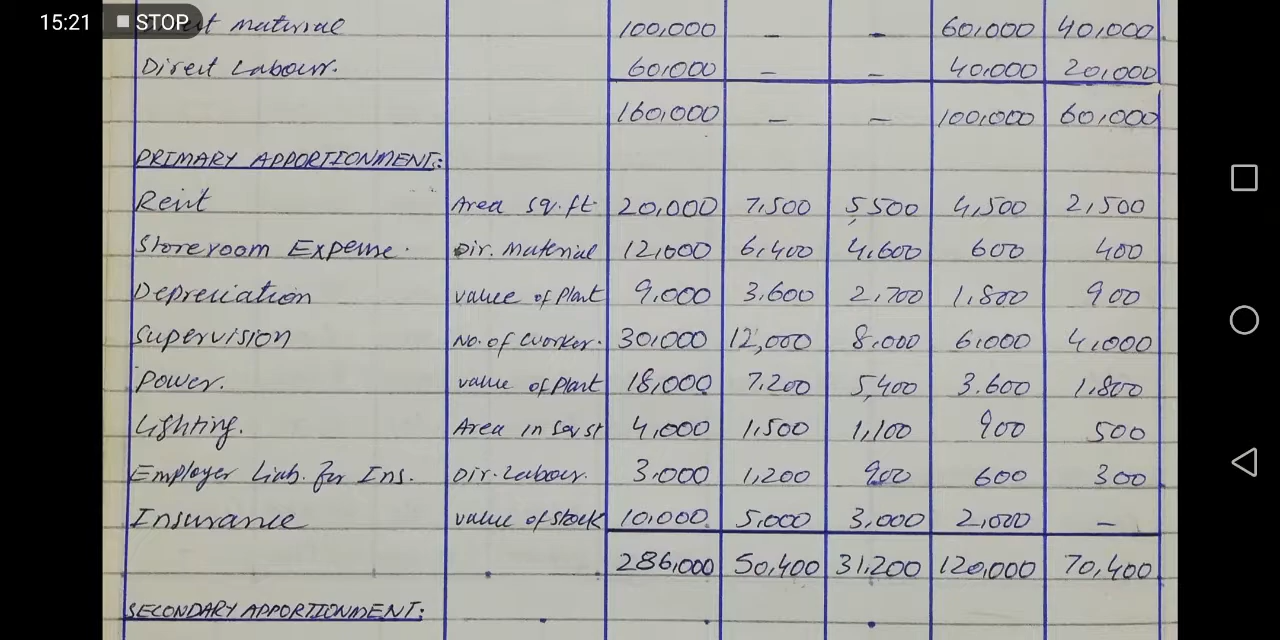 15:21 STOP
Material 100,000 – – 60,000 40,000
Direct Labour. 60,000 – – 40,000 20,000
160,000 – – 100,000 60,000
PRIMARY APPORTIONMENT:
Rent Area sq.ft 20,000 7,500 5,500 4,500 2,500
Storeroom Expense. Dir. Material 12,000 6,400 4,600 600 400
Depreciation value of Plant 9,000 3,600 2,700 1,800 900
Supervision No. of worker. 30,000 12,000 8,000 6,000 4,000
Power. value of Plant 18,000 7,200 5,400 3,600 1,800
Lighting. Area in 4,000 1,500 1,100 900 500
Employer Liab. for Ins. Dir. Labour. 3,000 1,200 900 600 300
Insurance value of stock 10,000 5,000 3,000 2,000 –
286,000 50,400 31,200 120,000 70,400
SECONDARY APPORTIONMENT: